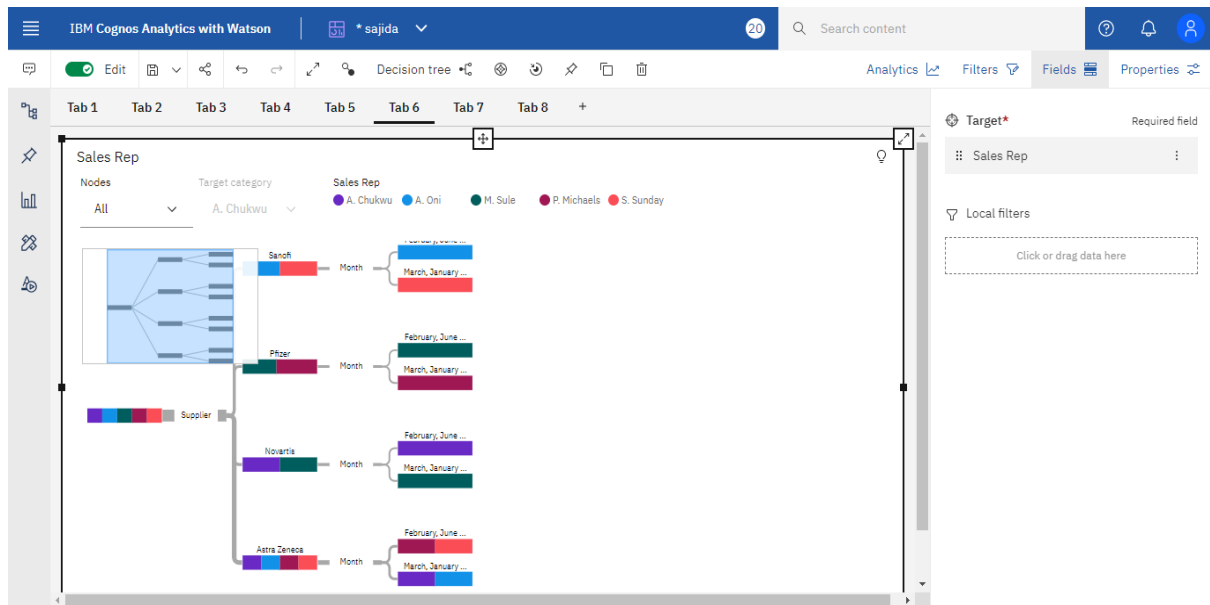 IBM Cognos Analytics with Watson
* sajida
20
Search content
Edit
Decision tree
Analytics
Filters
Fields
Properties
Tab 1 Tab 2 Tab 3 Tab 4 Tab 5 Tab 6 Tab 7 Tab 8 +
Target*
Required field
Sales Rep
Local filters
Click or drag data here
Sales Rep
Nodes
All
Target category
A. Chukwu
Sales Rep
A. Chukwu A. Oni M. Sule P. Michaels S. Sunday
February, June ...
Sanofi
Month
March, January ...
February, June ...
Pfizer
Month
March, January ...
Supplier
February, June ...
Novartis
Month
March, January ...
February, June ...
Astra Zeneca
Month
March, January ...